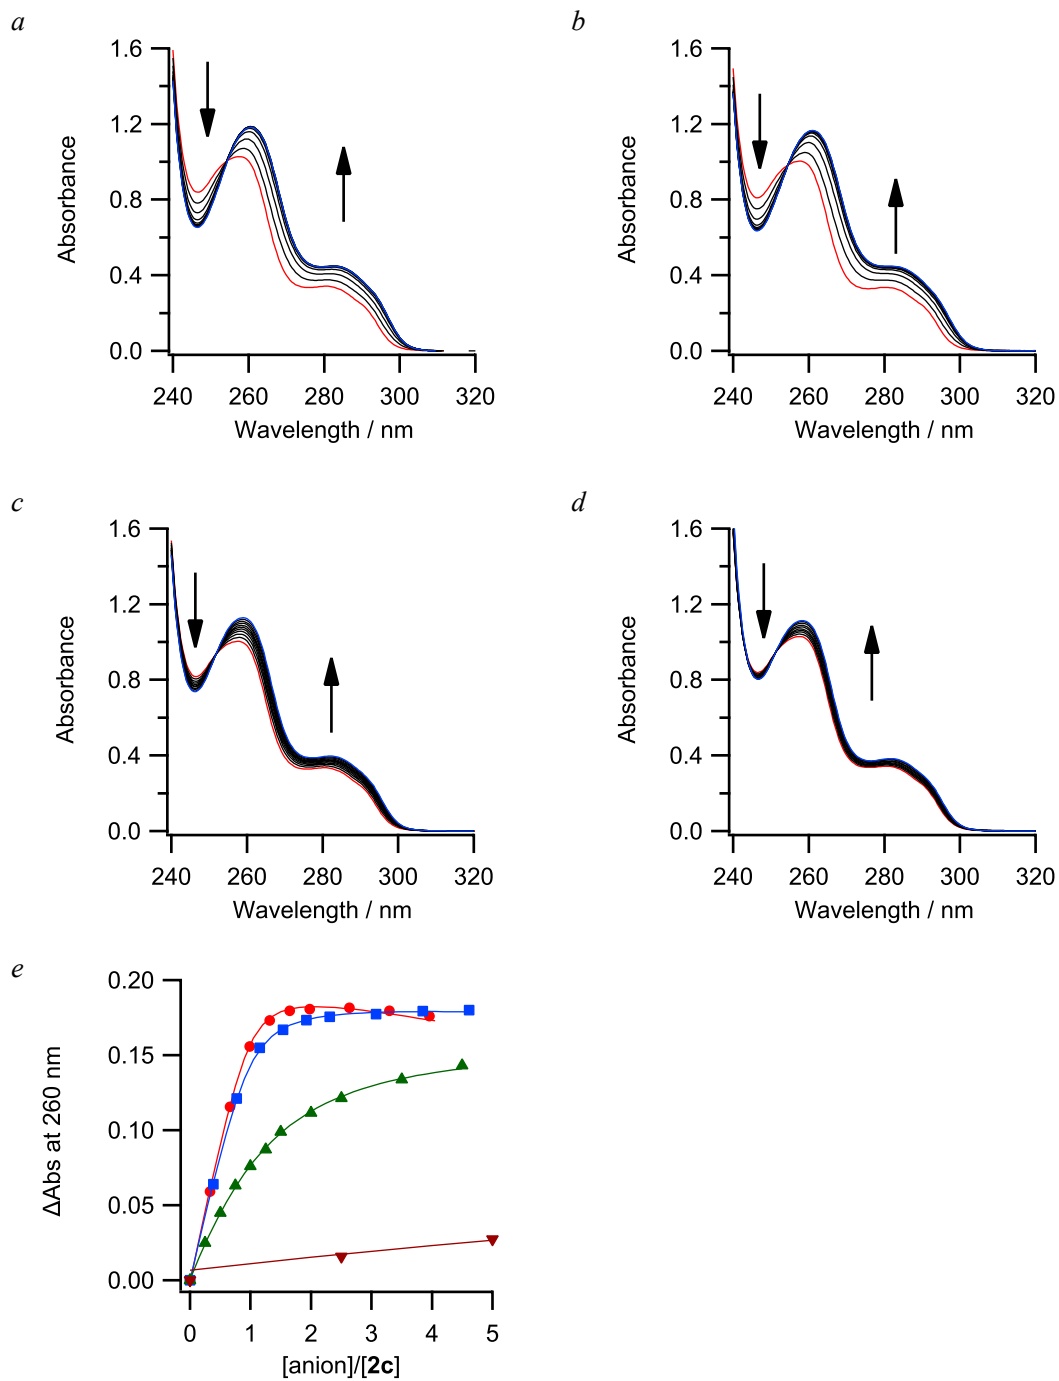 a
1.6
1.2
0.8
0.4
0.0
Absorbance
240 260 280 300 320
Wavelength / nm
b
1.6
1.2
0.8
0.4
0.0
Absorbance
240 260 280 300 320
Wavelength / nm
c
1.6
1.2
0.8
0.4
0.0
Absorbance
240 260 280 300 320
Wavelength / nm
d
1.6
1.2
0.8
0.4
0.0
Absorbance
240 260 280 300 320
Wavelength / nm
e
0.20
0.15
0.10
0.05
0.00
ΔAbs at 260 nm
0 1 2 3 4 5
[anion]/[2c]